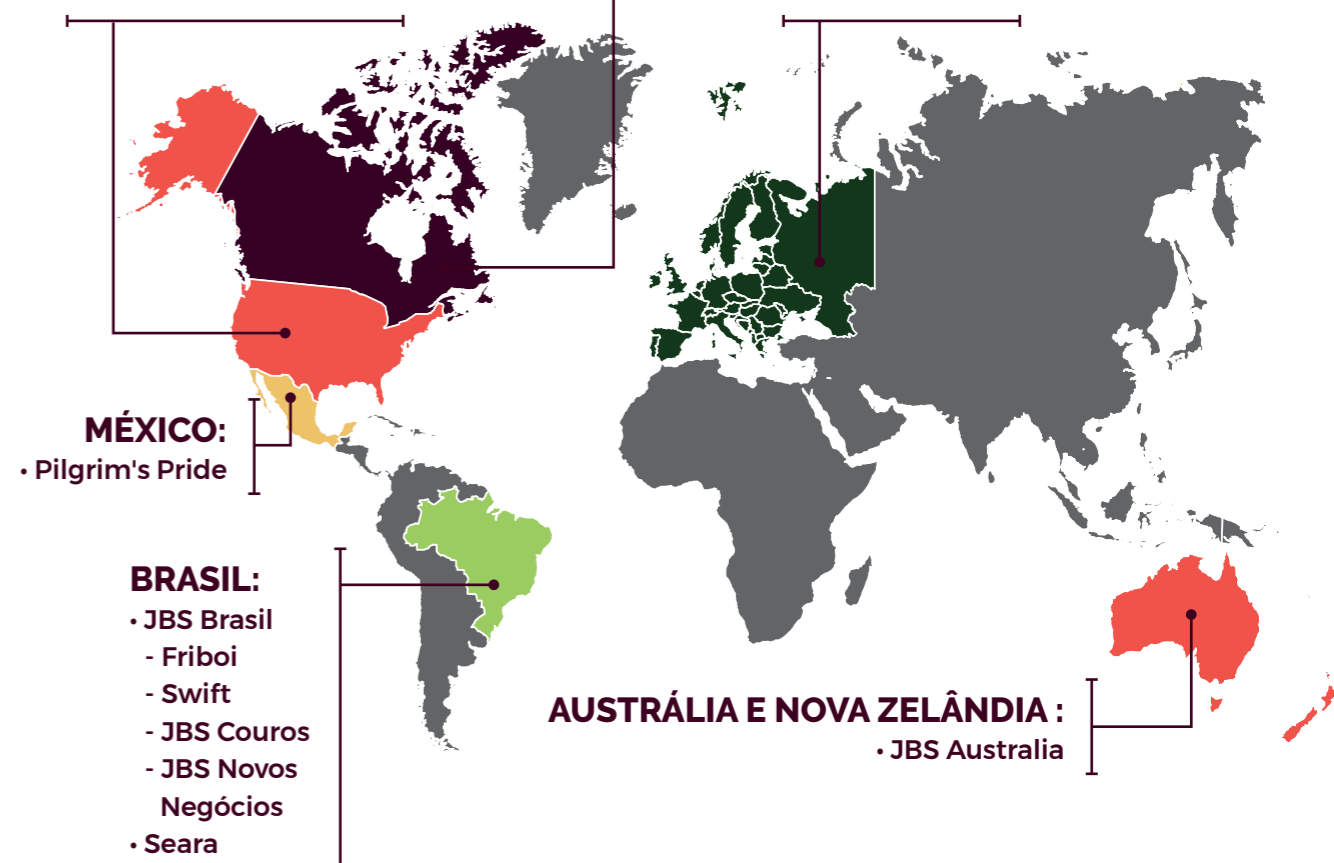 MÉXICO:
• Pilgrim's Pride
BRASIL:
• JBS Brasil
- Friboi
- Swift
- JBS Couros
- JBS Novos
Negócios
• Seara
AUSTRÁLIA E NOVA ZELÂNDIA :
• JBS Australia